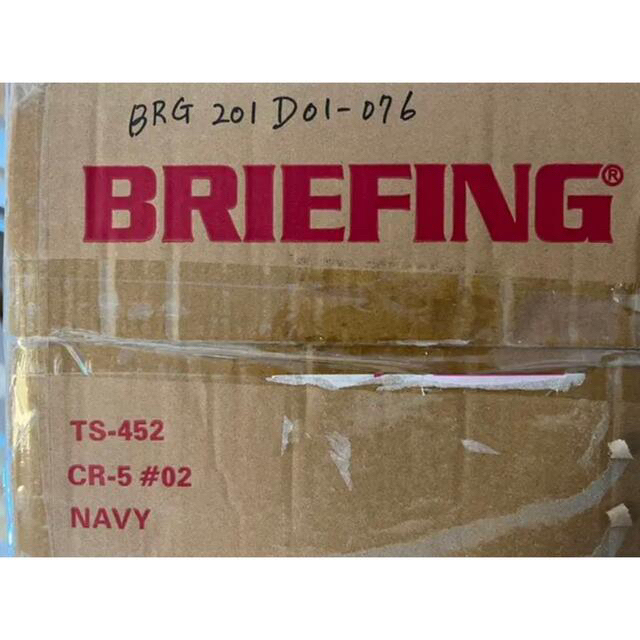 BRG 201 D01-076
BRIEFING®
TS-452
CR-5 #02
NAVY